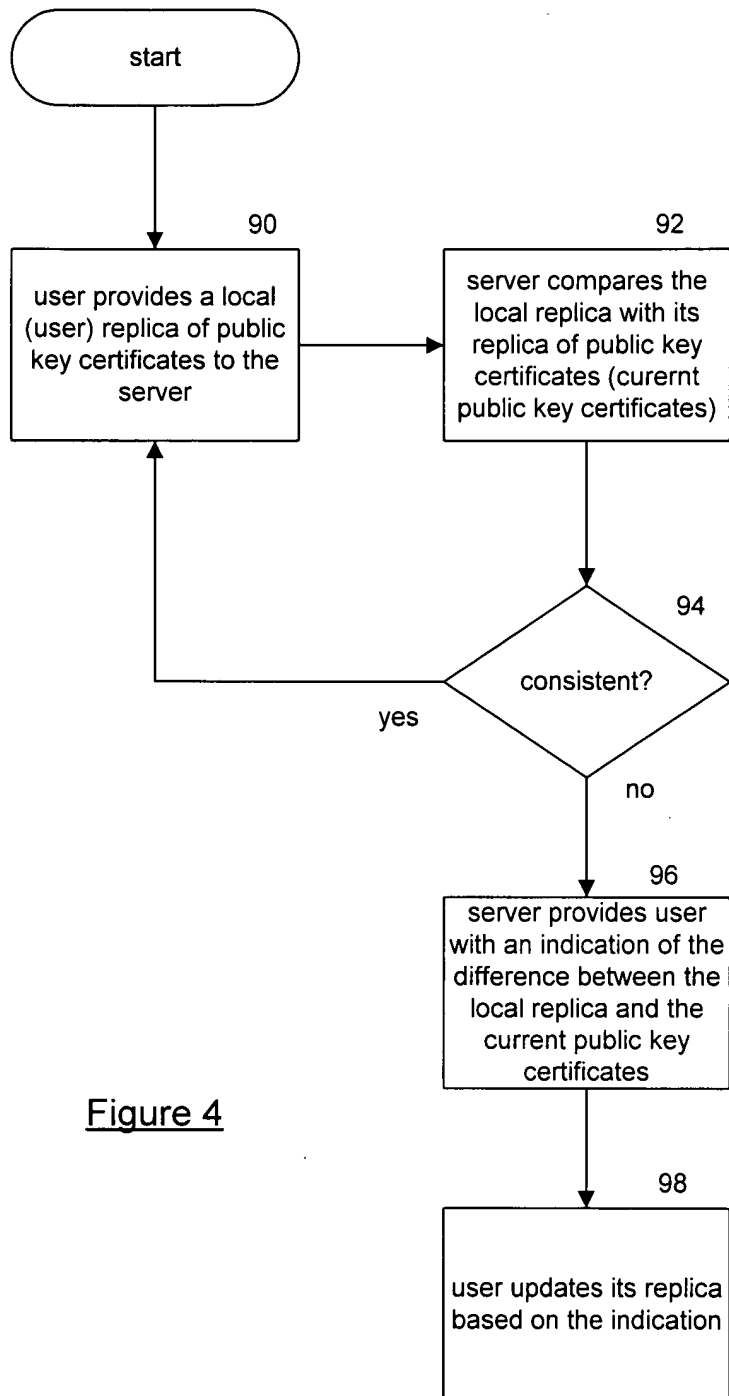 start
90
user provides a local
(user) replica of public
key certificates to the
server
92
server compares the
local replica with its
replica of public key
certificates (curernt
public key certificates)
94
consistent?
yes
no
96
server provides user
with an indication of the
difference between the
local replica and the
current public key
certificates
Figure 4
98
user updates its replica
based on the indication